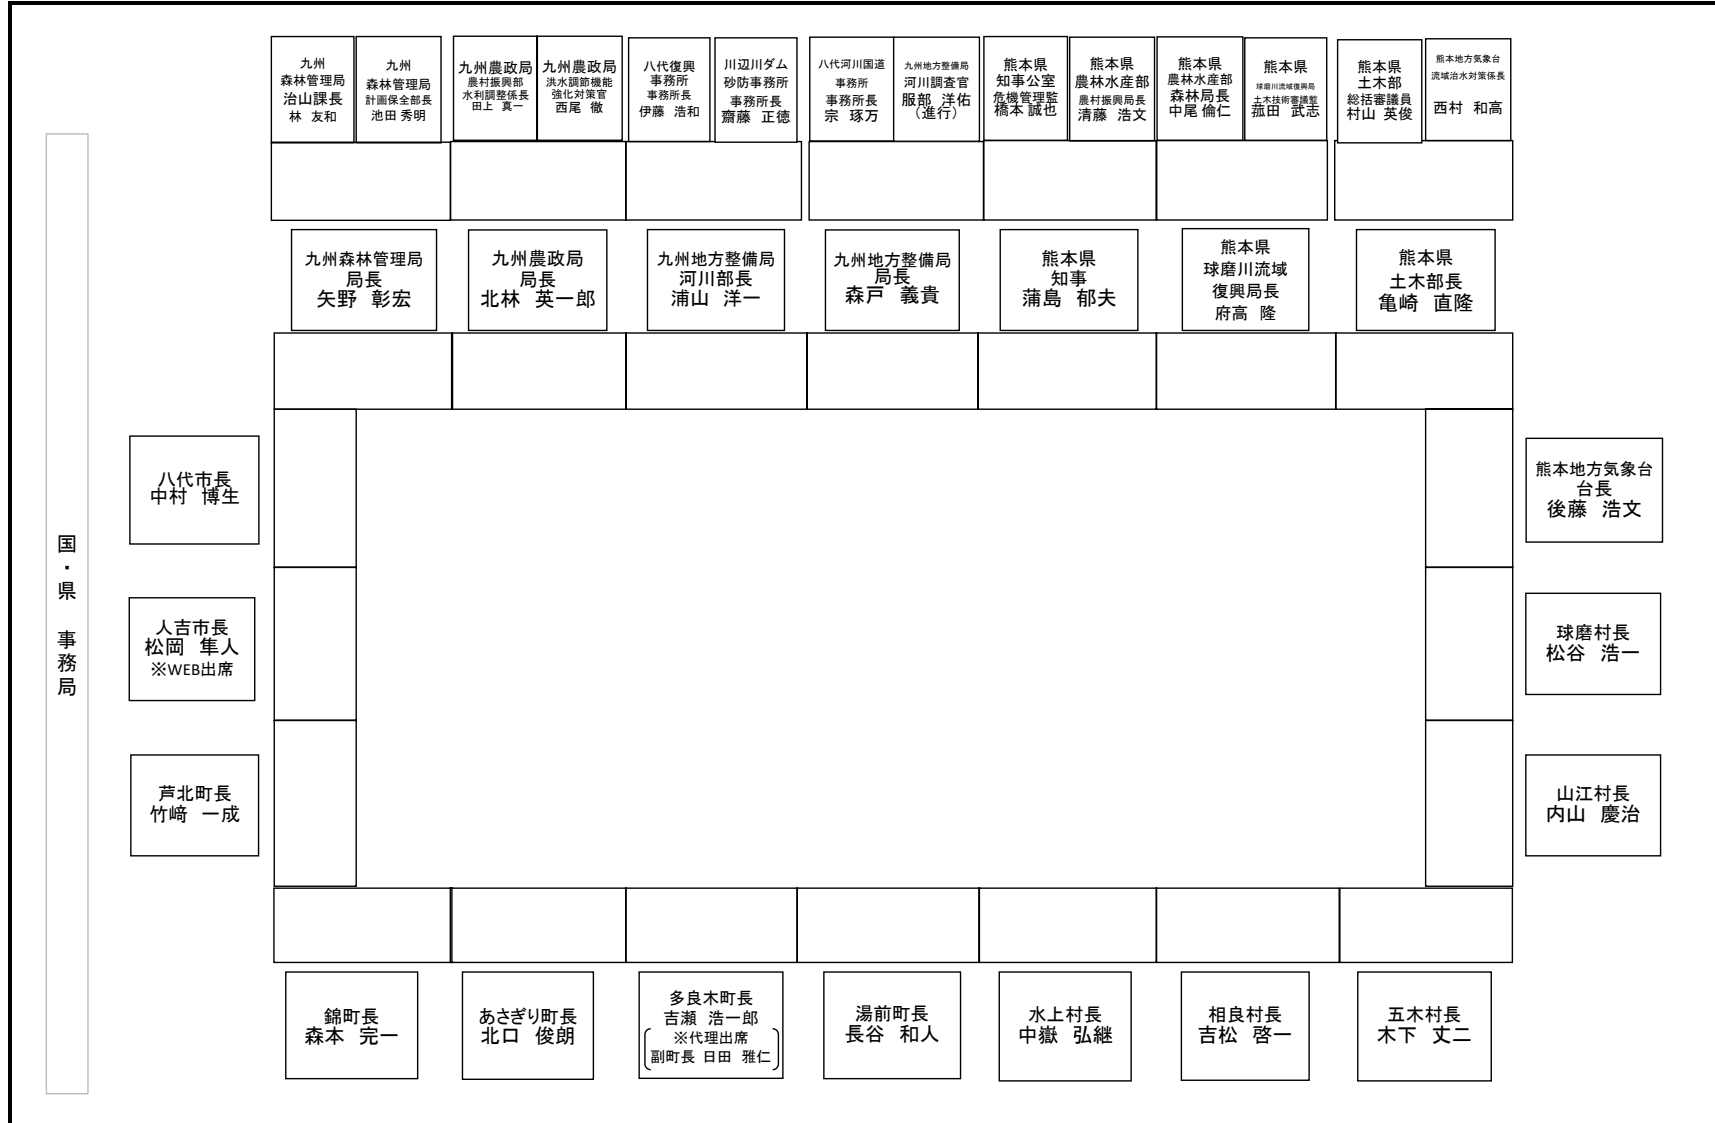 九州
森林管理局
治山課長
林 友和
九州
森林管理局
計画保全部長
池田 秀明
九州農政局
農村振興部
水利調整係長
田上 真一
九州農政局
洪水調節機能
強化対策官
西尾 徹
八代復興
事務所
事務所長
伊藤 浩和
川辺川ダム
砂防事務所
事務所長
齋藤 正徳
八代河川国道
事務所
事務所長
宗 琢万
九州地方整備局
河川調査官
服部 洋佑
（進行）
熊本県
知事公室
危機管理監
橋本 誠也
熊本県
農林水産部
農村振興局長
清藤 浩文
熊本県
農林水産部
森林局長
中尾 倫仁
熊本県
球磨川流域復興局
土木技術審議監
菰田 武志
熊本県
土木部
総括審議員
村山 英俊
熊本地方気象台
流域治水対策係長
西村 和高
九州森林管理局
局長
矢野 彰宏
九州農政局
局長
北林 英一郎
九州地方整備局
河川部長
浦山 洋一
九州地方整備局
局長
森戸 義貴
熊本県
知事
蒲島 郁夫
熊本県
球磨川流域
復興局長
府高 隆
熊本県
土木部長
亀崎 直隆
国・県 事務局
八代市長
中村 博生
人吉市長
松岡 隼人
※WEB出席
芦北町長
竹﨑 一成
熊本地方気象台
台長
後藤 浩文
球磨村長
松谷 浩一
山江村長
内山 慶治
錦町長
森本 完一
あさぎり町長
北口 俊朗
多良木町長
吉瀬 浩一郎
※代理出席
副町長 日田 雅仁
湯前町長
長谷 和人
水上村長
中嶽 弘継
相良村長
吉松 啓一
五木村長
木下 丈二